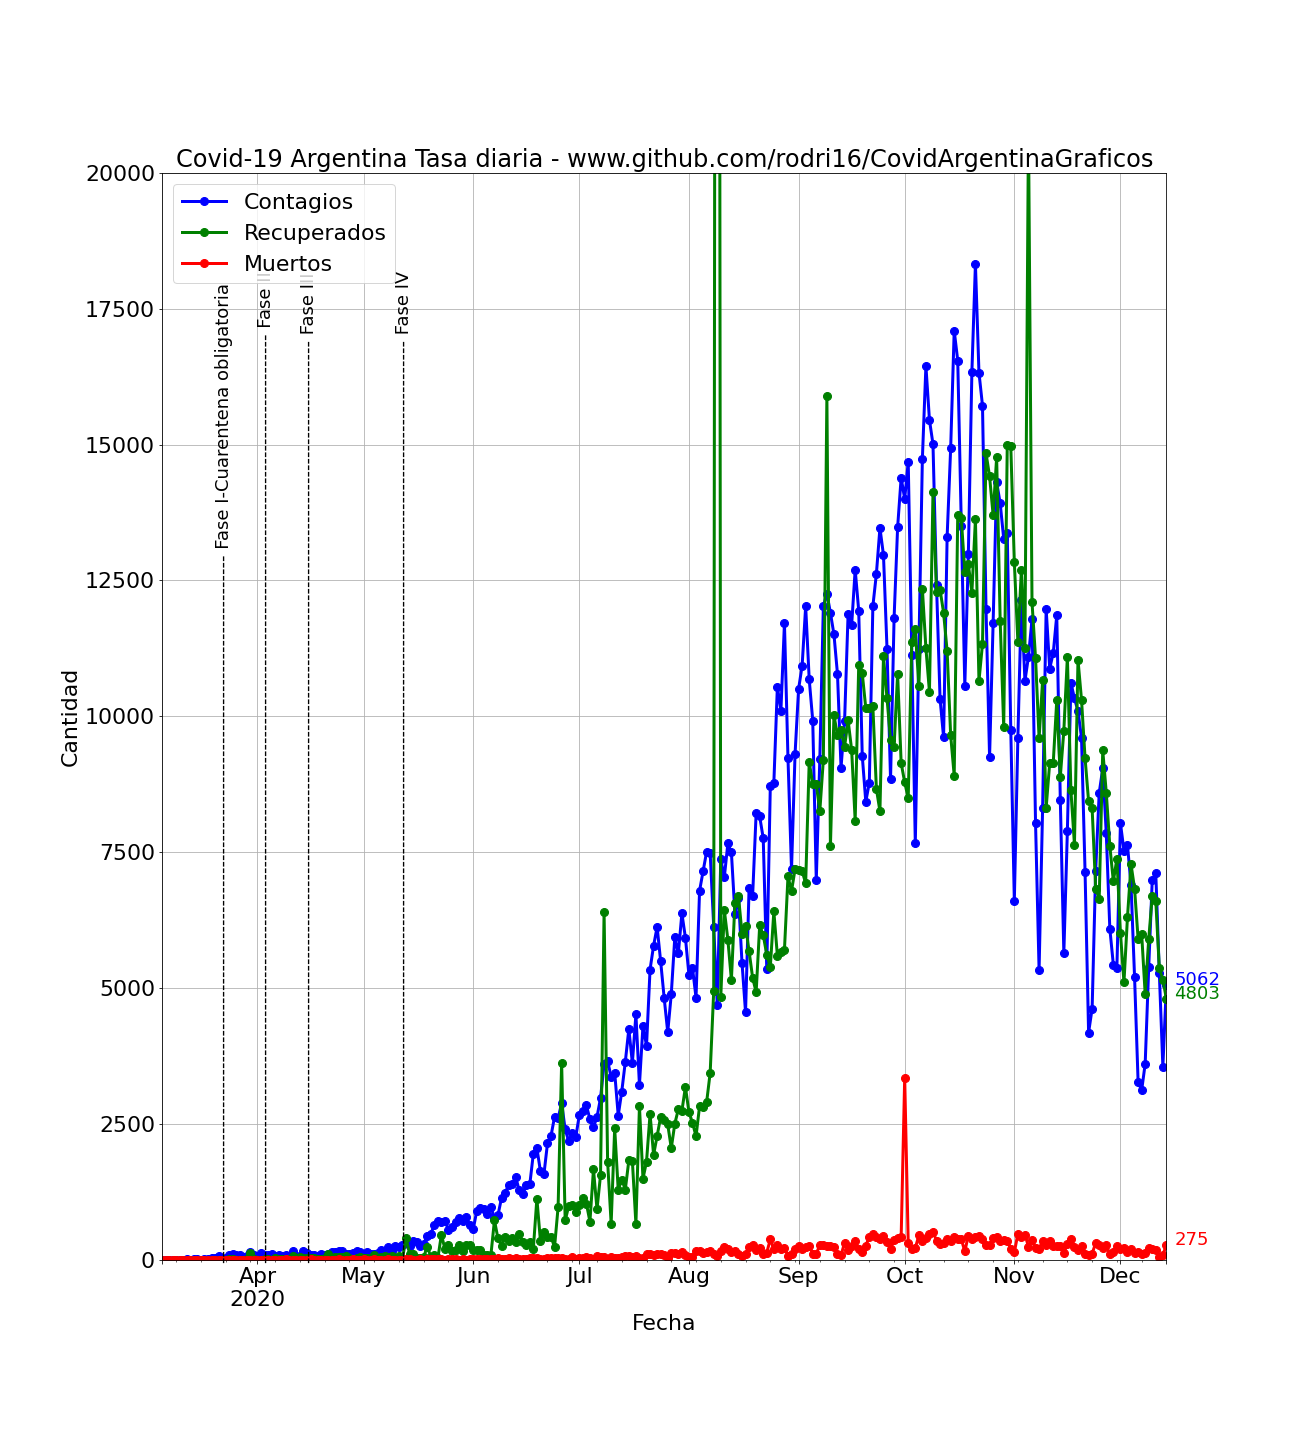 Covid-19 Argentina Tasa diaria - www.github.com/rodri16/CovidArgentinaGraficos
20000
17500
15000
12500
10000
7500
5000
2500
0
Cantidad
Contagios
Recuperados
Muertos
Fase I-Cuarentena obligatoria
Fase II
Fase III
Fase IV
5062
4803
275
Apr May Jun Jul Aug Sep Oct Nov Dec
2020
Fecha